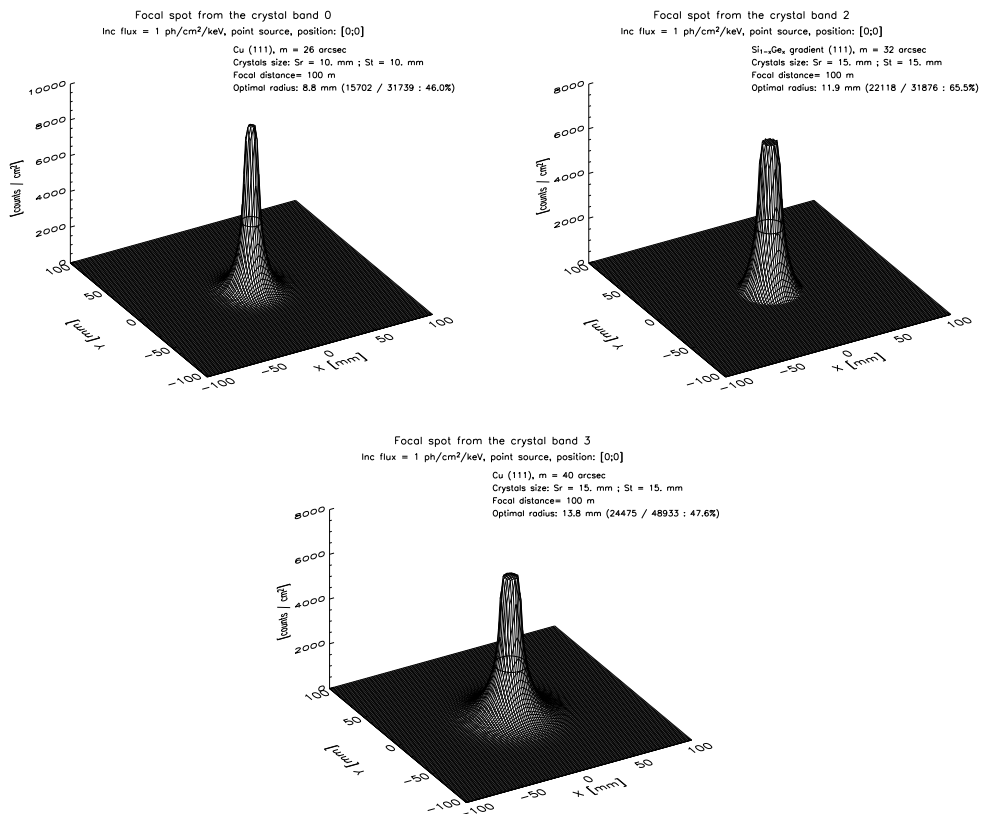 Focal spot from the crystal band 0
Inc flux = 1 ph/cm²/keV, point source, position: [0;0]
Cu (111), m = 26 arcsec
Crystals size: Sr = 10. mm ; St = 10. mm
Focal distance= 100 m
Optimal radius: 8.8 mm (15702 / 31739 : 46.0%)
10000
8000
6000
4000
2000
0
[counts / cm²]
100
50
0
−50
−100
Y [mm]
−100
−50
0
50
100
X [mm]
Focal spot from the crystal band 2
Inc flux = 1 ph/cm²/keV, point source, position: [0;0]
Si₁₋ₓGeₓ gradient (111), m = 32 arcsec
Crystals size: Sr = 15. mm ; St = 15. mm
Focal distance= 100 m
Optimal radius: 11.9 mm (22118 / 31876 : 65.5%)
8000
6000
4000
2000
0
[counts / cm²]
100
50
0
−50
−100
Y [mm]
−100
−50
0
50
100
X [mm]
Focal spot from the crystal band 3
Inc flux = 1 ph/cm²/keV, point source, position: [0;0]
Cu (111), m = 40 arcsec
Crystals size: Sr = 15. mm ; St = 15. mm
Focal distance= 100 m
Optimal radius: 13.8 mm (24475 / 48933 : 47.6%)
8000
6000
4000
2000
0
[counts / cm²]
100
50
0
−50
−100
Y [mm]
−100
−50
0
50
100
X [mm]